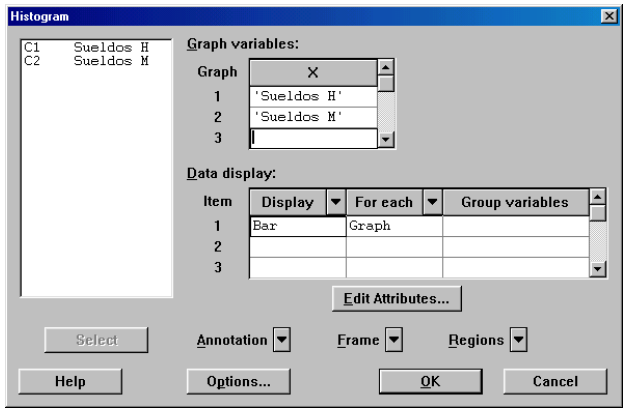 Histogram
C1 Sueldos H
C2 Sueldos M
Graph variables:
Graph X
1 'Sueldos H'
2 'Sueldos M'
3
Data display:
Item Display For each Group variables
1 Bar Graph
2
3
Edit Attributes...
Select Annotation Frame Regions
Help Options... OK Cancel